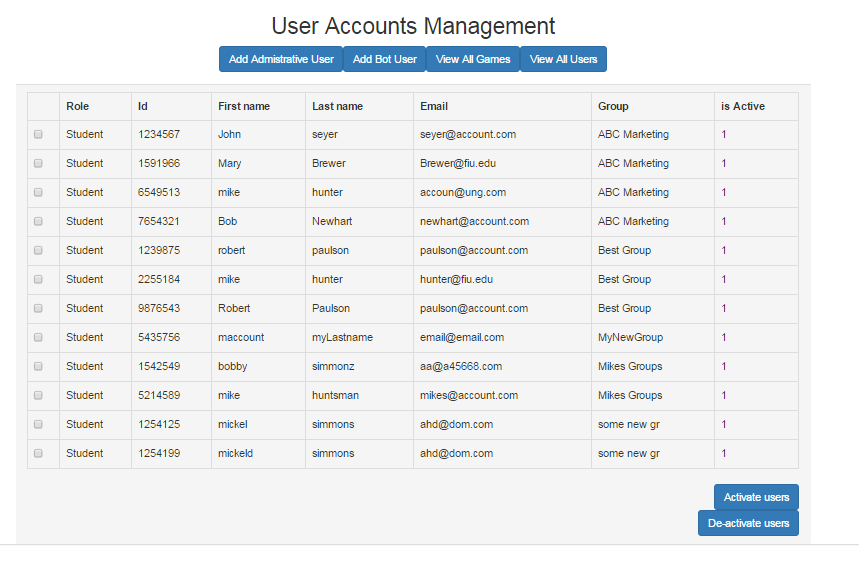 User Accounts Management
Add Admistrative User Add Bot User View All Games View All Users
Role Id First name Last name Email Group is Active
Student 1234567 John seyer seyer@account.com ABC Marketing 1
Student 1591966 Mary Brewer Brewer@fiu.edu ABC Marketing 1
Student 6549513 mike hunter accoun@ung.com ABC Marketing 1
Student 7654321 Bob Newhart newhart@account.com ABC Marketing 1
Student 1239875 robert paulson paulson@account.com Best Group 1
Student 2255184 mike hunter hunter@fiu.edu Best Group 1
Student 9876543 Robert Paulson paulson@account.com Best Group 1
Student 5435756 maccount myLastname email@email.com MyNewGroup 1
Student 1542549 bobby simmonz aa@a45668.com Mikes Groups 1
Student 5214589 mike huntsman mikes@account.com Mikes Groups 1
Student 1254125 mickel simmons ahd@dom.com some new gr 1
Student 1254199 mickeld simmons ahd@dom.com some new gr 1
Activate users
De-activate users